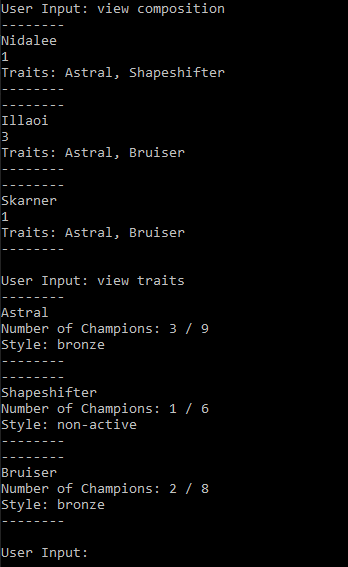 User Input: view composition
--------
Nidalee
1
Traits: Astral, Shapeshifter
--------
--------
Illaoi
3
Traits: Astral, Bruiser
--------
--------
Skarner
1
Traits: Astral, Bruiser
--------
User Input: view traits
--------
Astral
Number of Champions: 3 / 9
Style: bronze
--------
--------
Shapeshifter
Number of Champions: 1 / 6
Style: non-active
--------
--------
Bruiser
Number of Champions: 2 / 8
Style: bronze
--------
User Input: